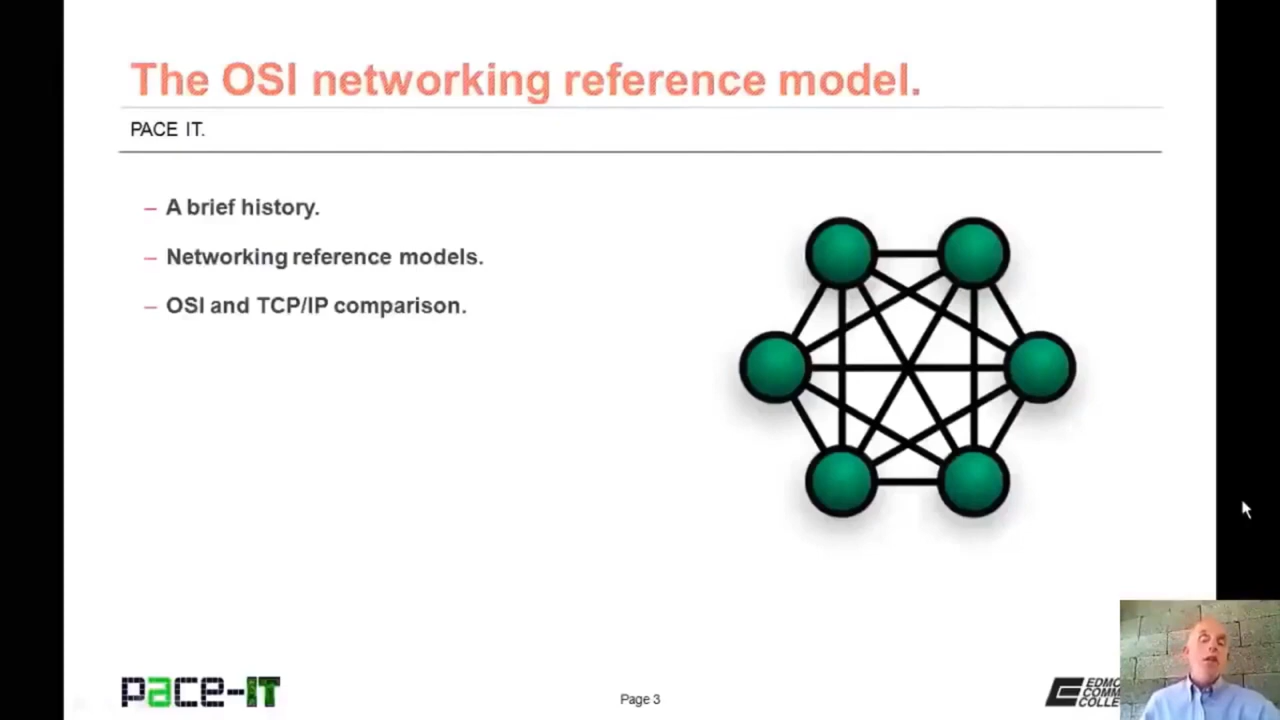 The OSI networking reference model.
PACE IT.
– A brief history.
– Networking reference models.
– OSI and TCP/IP comparison.
pace-IT
Page 3